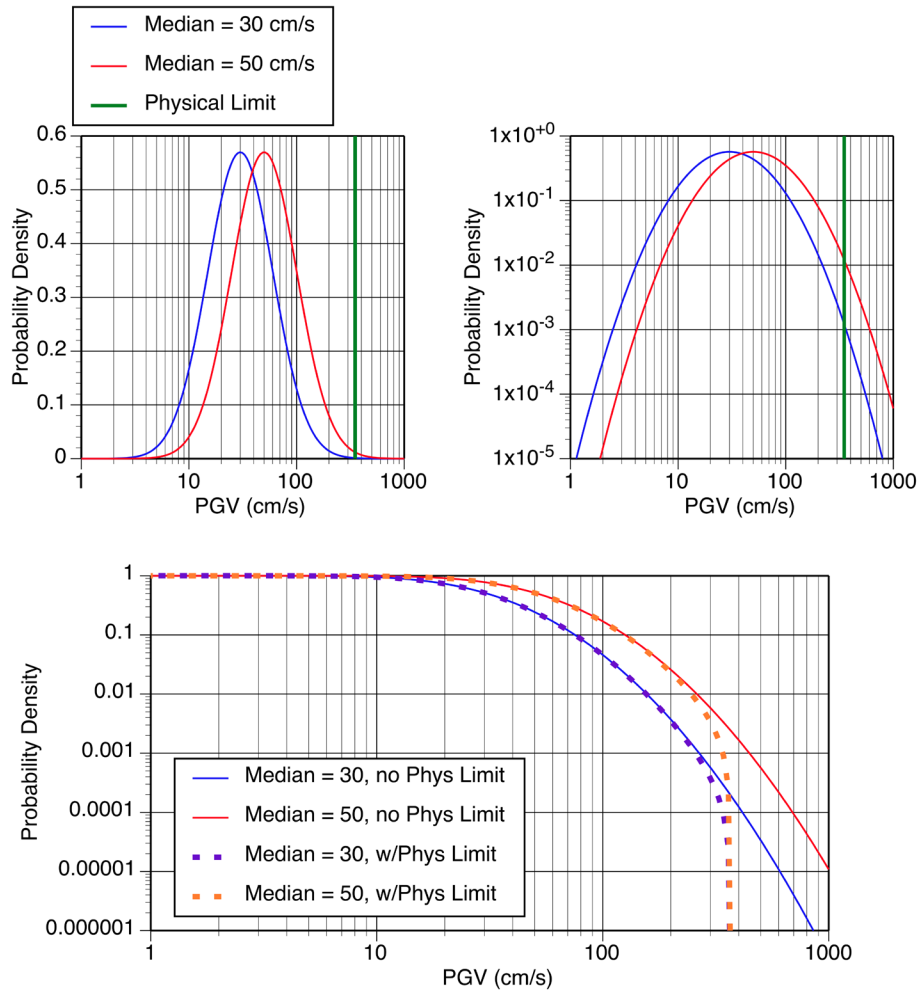 Median = 30 cm/s
Median = 50 cm/s
Physical Limit
0.6
0.5
0.4
0.3
0.2
0.1
0
Probability Density
1 10 100 1000
PGV (cm/s)
1x10+0
1x10-1
1x10-2
1x10-3
1x10-4
1x10-5
Probability Density
1 10 100 1000
PGV (cm/s)
1
0.1
0.01
0.001
0.0001
0.00001
0.000001
Probability Density
Median = 30, no Phys Limit
Median = 50, no Phys Limit
Median = 30, w/Phys Limit
Median = 50, w/Phys Limit
1 10 100 1000
PGV (cm/s)